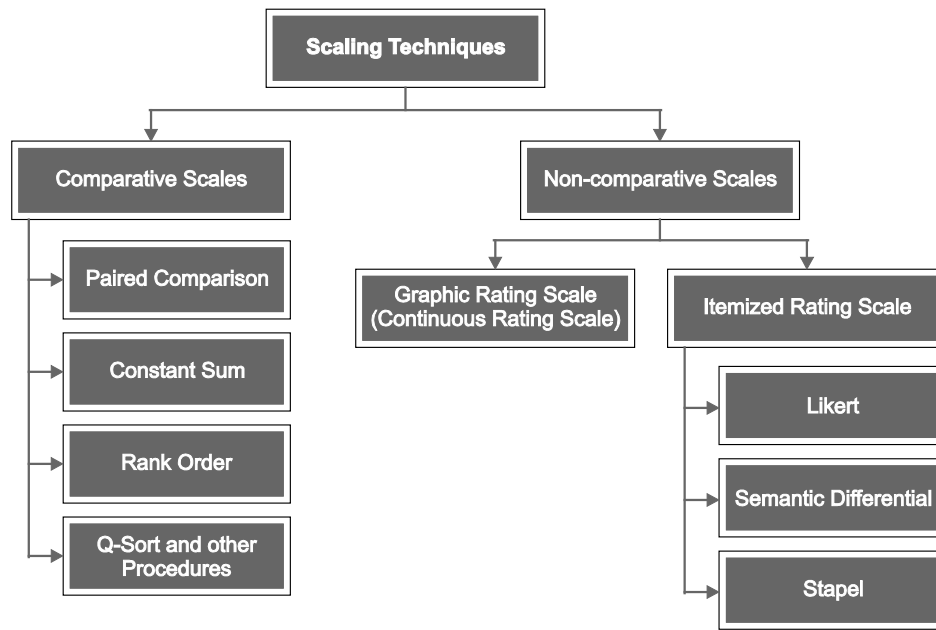 Scaling Techniques
Comparative Scales
Non-comparative Scales
Paired Comparison
Constant Sum
Rank Order
Q-Sort and other
Procedures
Graphic Rating Scale
(Continuous Rating Scale)
Itemized Rating Scale
Likert
Semantic Differential
Stapel